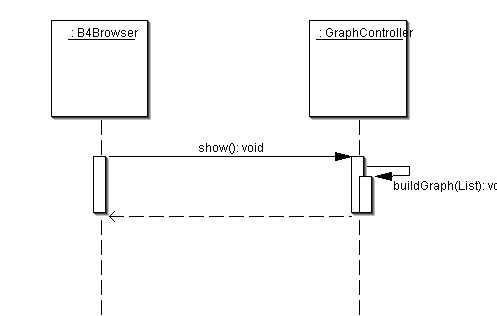 : B4Browser
: GraphController
show(): void
buildGraph(List): vo